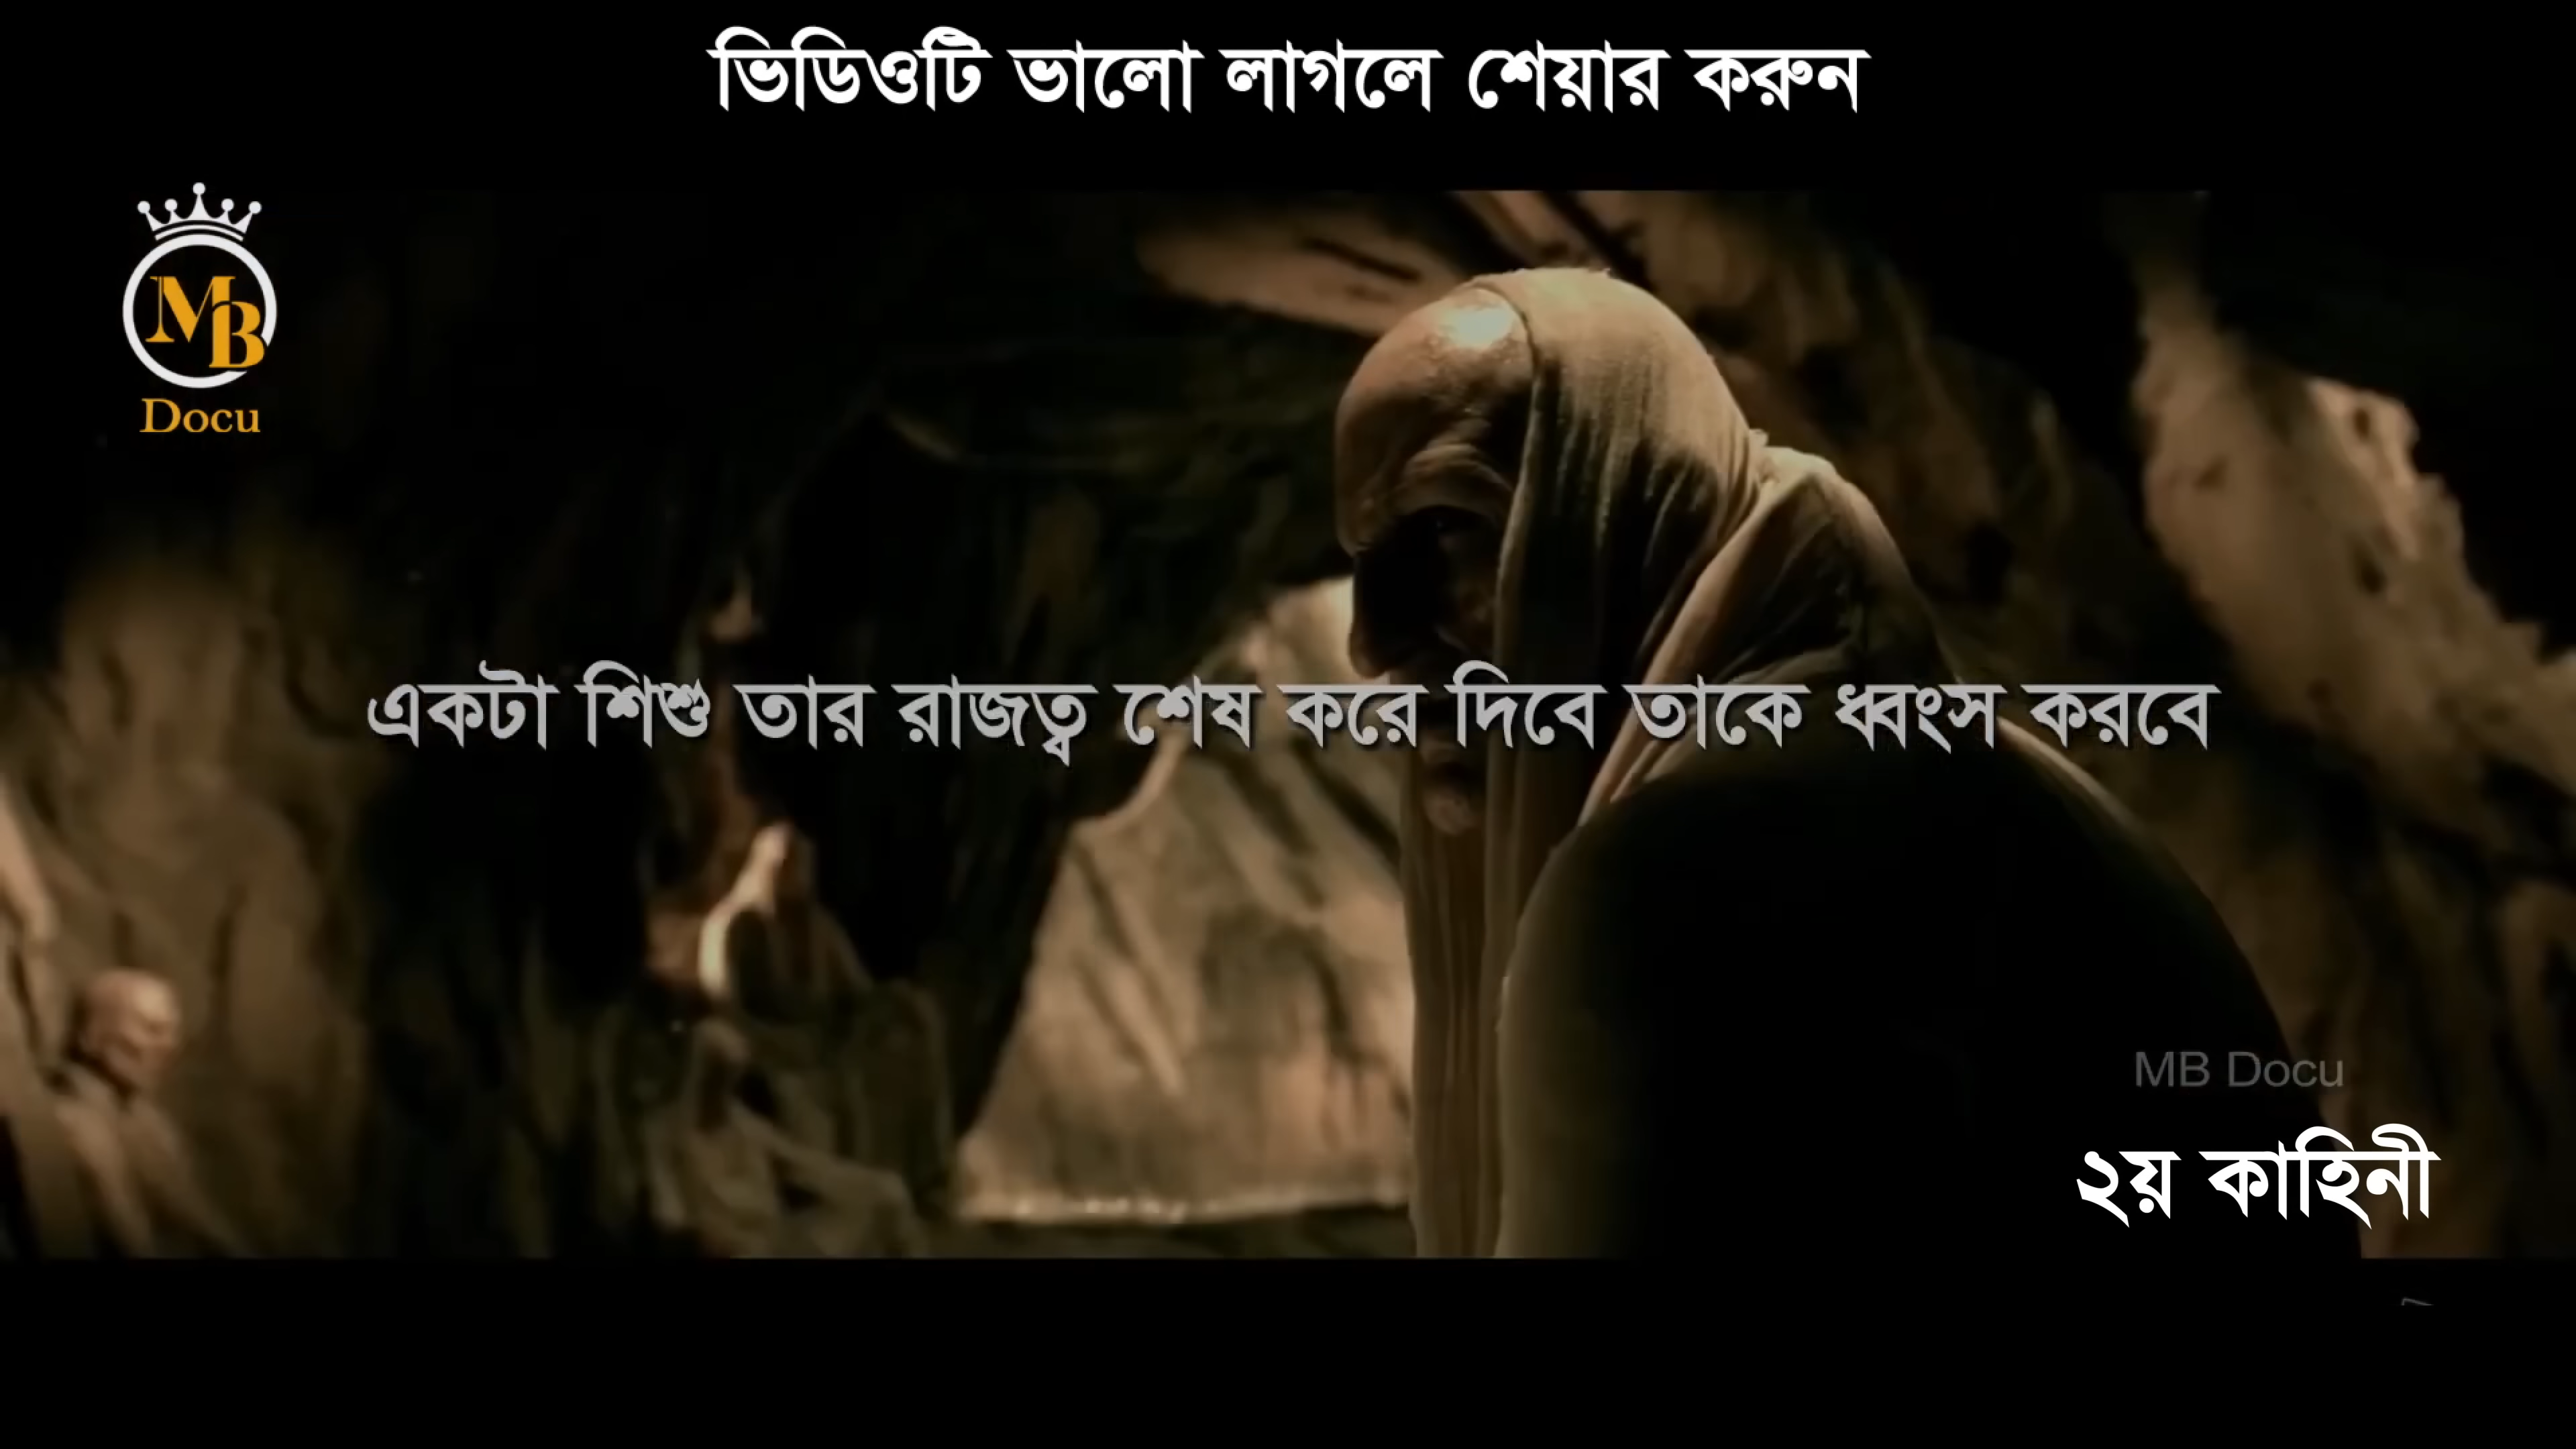 ভিডিওটি ভালো লাগলে শেয়ার করুন
MB
Docu
একটা শিশু তার রাজত্ব শেষ করে দিবে তাকে ধ্বংস করবে
MB Docu
২য় কাহিনী